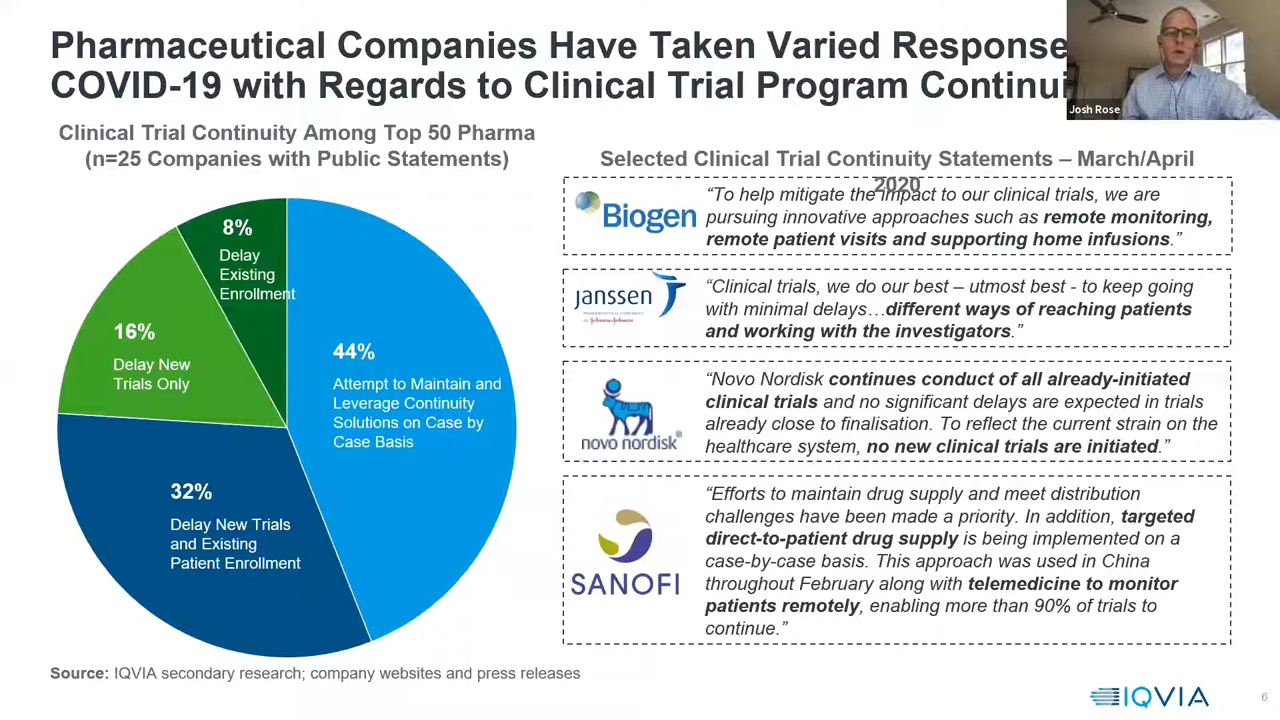 Pharmaceutical Companies Have Taken Varied Response
COVID-19 with Regards to Clinical Trial Program Continui
Josh Rose
Clinical Trial Continuity Among Top 50 Pharma
(n=25 Companies with Public Statements)
8%
Delay
Existing
Enrollment
16%
Delay New
Trials Only
44%
Attempt to Maintain and
Leverage Continuity
Solutions on Case by
Case Basis
32%
Delay New Trials
and Existing
Patient Enrollment
Selected Clinical Trial Continuity Statements – March/April
2020
Biogen
“To help mitigate the impact to our clinical trials, we are
pursuing innovative approaches such as remote monitoring,
remote patient visits and supporting home infusions.”
janssen
PHARMACEUTICAL COMPANIES
OF Johnson & Johnson
“Clinical trials, we do our best – utmost best - to keep going
with minimal delays…different ways of reaching patients
and working with the investigators.”
novo nordisk®
“Novo Nordisk continues conduct of all already-initiated
clinical trials and no significant delays are expected in trials
already close to finalisation. To reflect the current strain on the
healthcare system, no new clinical trials are initiated.”
SANOFI
“Efforts to maintain drug supply and meet distribution
challenges have been made a priority. In addition, targeted
direct-to-patient drug supply is being implemented on a
case-by-case basis. This approach was used in China
throughout February along with telemedicine to monitor
patients remotely, enabling more than 90% of trials to
continue.”
Source: IQVIA secondary research; company websites and press releases
IQVIA
6